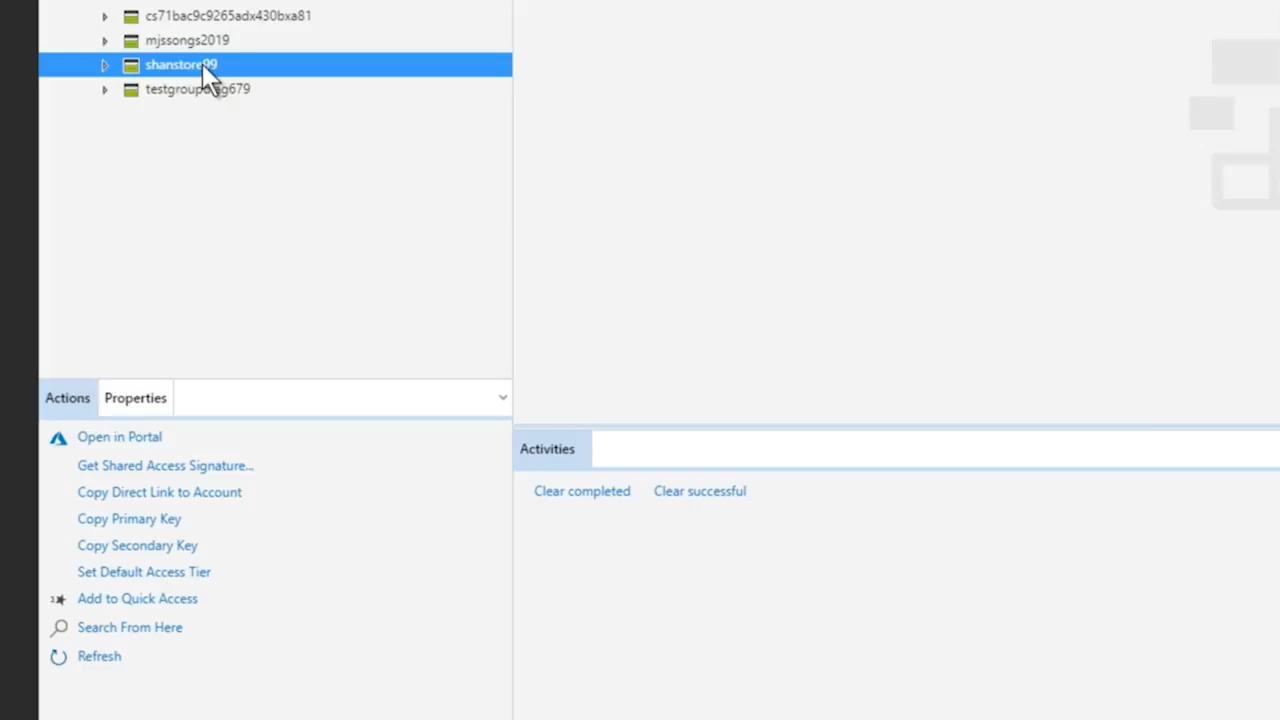 cs71bac9c9265adx430bxa81
mjssongs2019
shanstore99
Actions
Properties
Open in Portal
Get Shared Access Signature...
Copy Direct Link to Account
Copy Primary Key
Copy Secondary Key
Set Default Access Tier
Add to Quick Access
Search From Here
Refresh
Activities
Clear completed
Clear successful